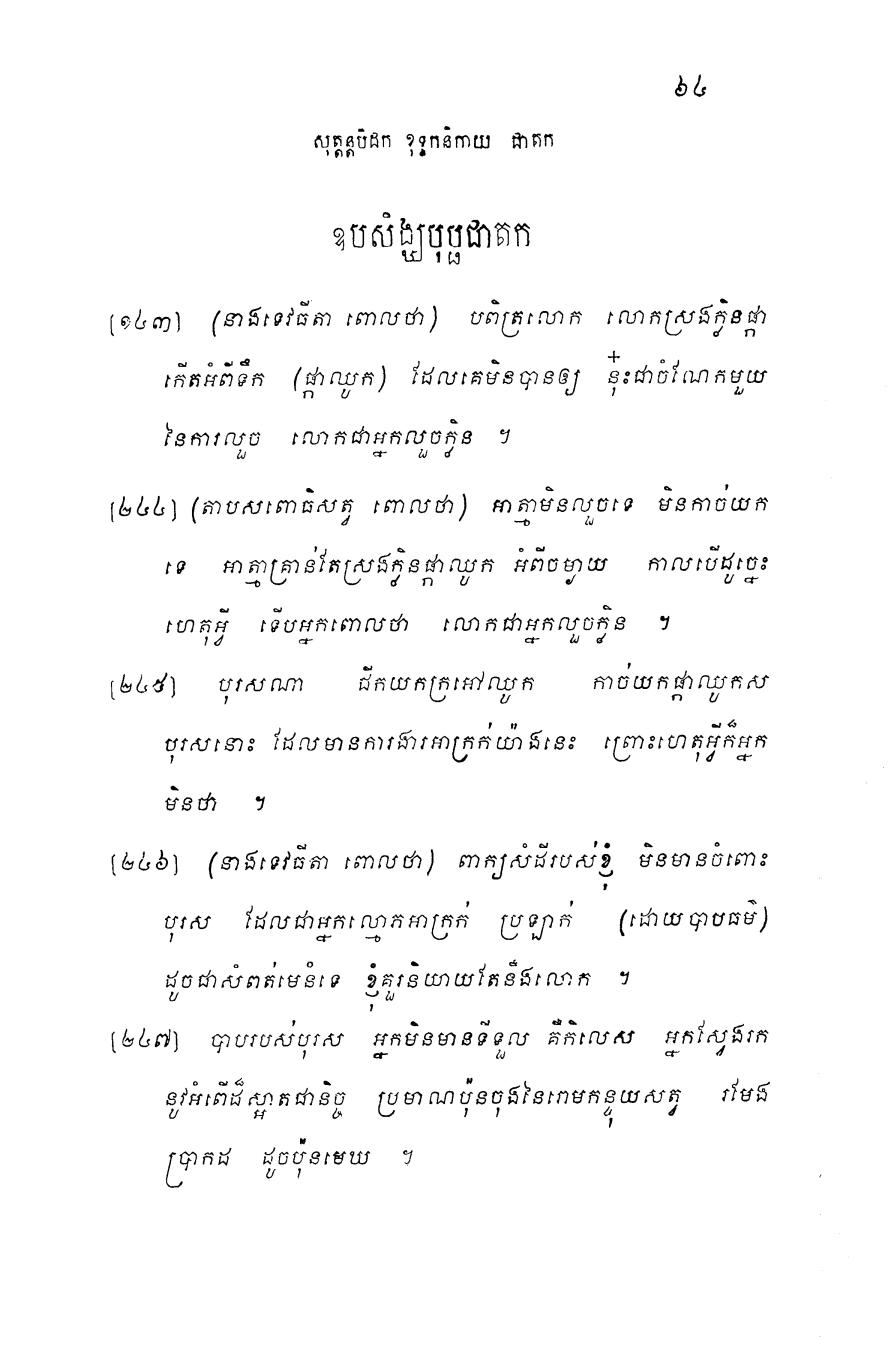 ៦៤
សុត្តន្តបិដក ខុទ្ទកនិកាយ ជាតក
ឧបសិង្ឃបុប្ផជាតក
[១៤៣] (នាងទេវធីតា ពោលថា) បពិត្រលោក លោកស្រង់ក្លិនផ្កា
កើតអំពីទឹក (ផ្កាឈូក) ដែលគេមិនបានឲ្យ នុ៎ះជាចំណែកមួយ
នៃការលួច លោកជាអ្នកលួចក្លិន ។
[២៤៤] (តាបសពោធិសត្វ ពោលថា) អាត្មាមិនលួចទេ មិនកាច់យក
ទេ អាត្មាគ្រាន់តែស្រង់ក្លិនផ្កាឈូក អំពីចម្ងាយ កាលបើដូច្នេះ
ហេតុអ្វី ទើបអ្នកពោលថា លោកជាអ្នកលួចក្លិន ។
[២៤៥] បុរសណា ជីកយកក្រអៅឈូក កាច់យកផ្កាឈូកស
បុរសនោះ ដែលមានការងារអាក្រក់យ៉ាងនេះ ព្រោះហេតុអ្វីក៏អ្នក
មិនថា ។
[២៤៦] (នាងទេវធីតា ពោលថា) ពាក្យសំដីរបស់ខ្ញុំ មិនមានចំពោះ
បុរស ដែលជាអ្នកល្មោភអាក្រក់ ប្រឡាក់ (ដោយបាបធម៌)
ដូចជាសំពត់មេនំទេ ខ្ញុំគួរនិយាយតែនឹងលោក ។
[២៤៧] បាបរបស់បុរស អ្នកមិនមានទីទួល គឺកិលេស អ្នកស្វែងរក
នូវអំពើដ៏ស្អាតជានិច្ច ប្រមាណប៉ុនចុងនៃរោមកន្ទុយសត្វ រមែង
ប្រាកដ ដូចប៉ុនមេឃ ។